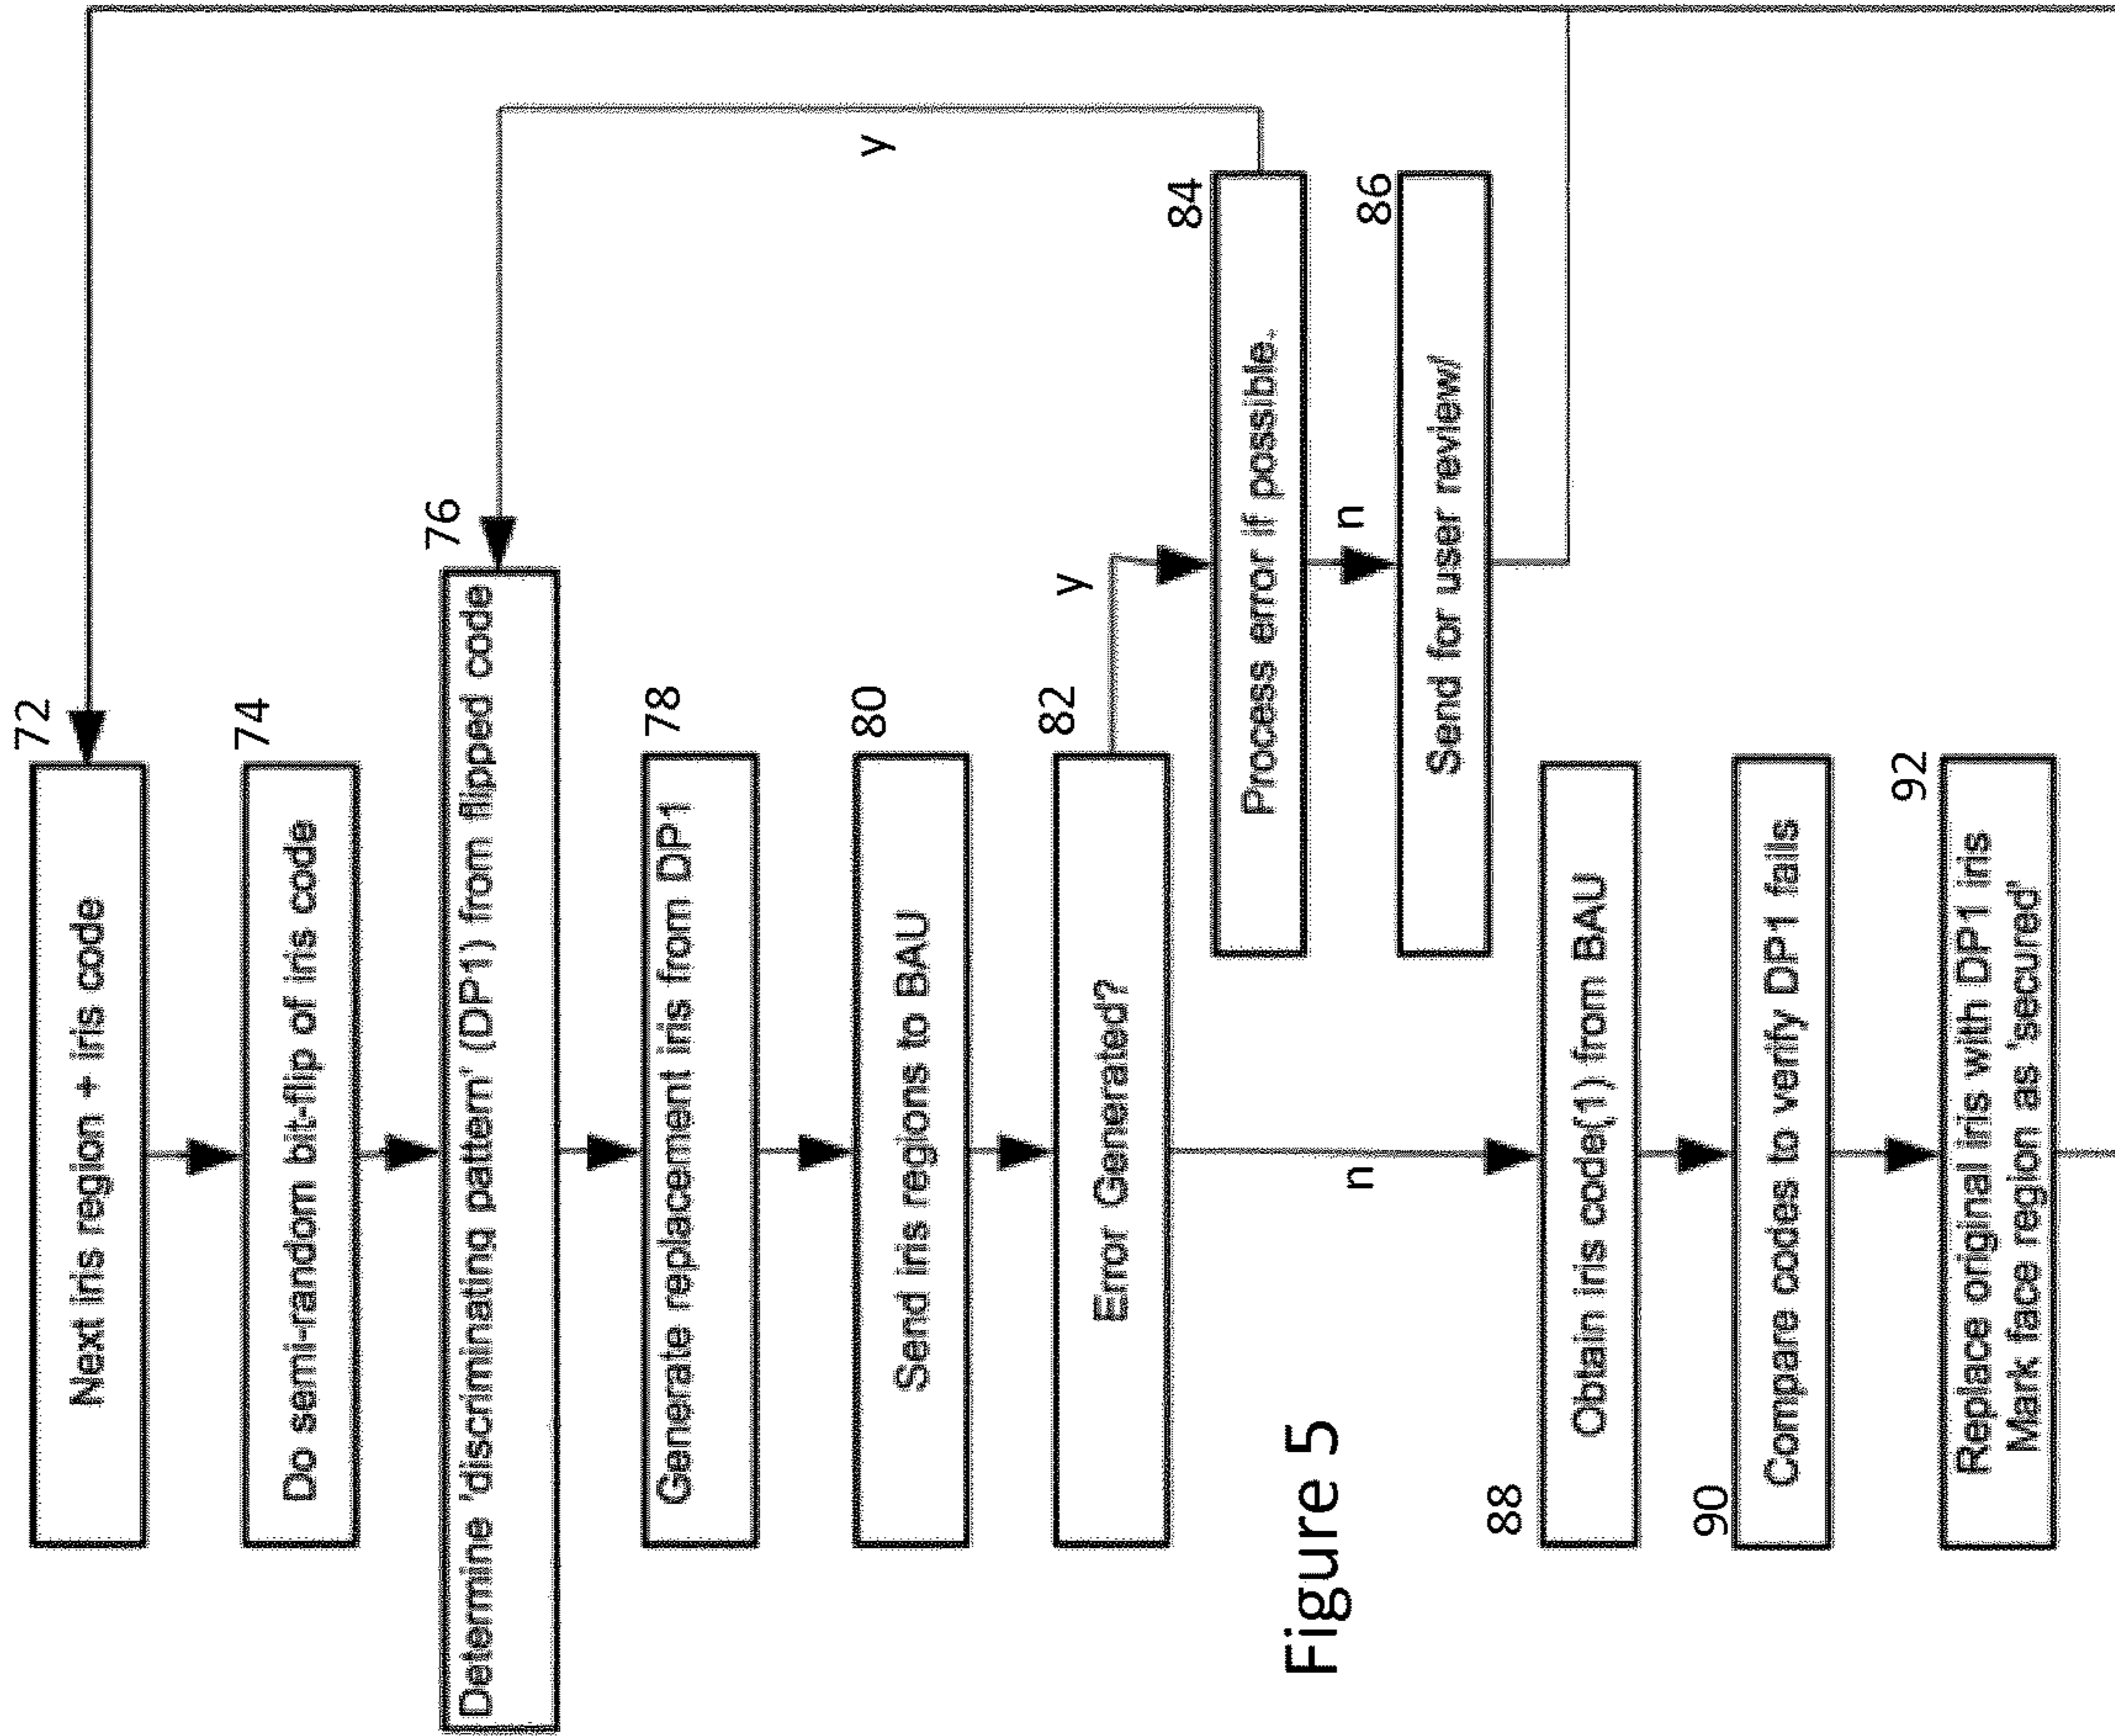 72
Next iris region + iris code
74
Do semi-random bit-flip of iris code
76
Determine 'discriminating pattern' (DP1) from flipped code
78
Generate replacement iris from DP1
80
Send iris regions to BAU
82
Error Generated?
y
84
Process error if possible.
y
n
86
Send for user review/
n
88
Obtain iris code(1) from BAU
90
Compare codes to verify DP1 fails
92
Replace original iris with DP1 iris
Mark face region as 'secured'
Figure 5